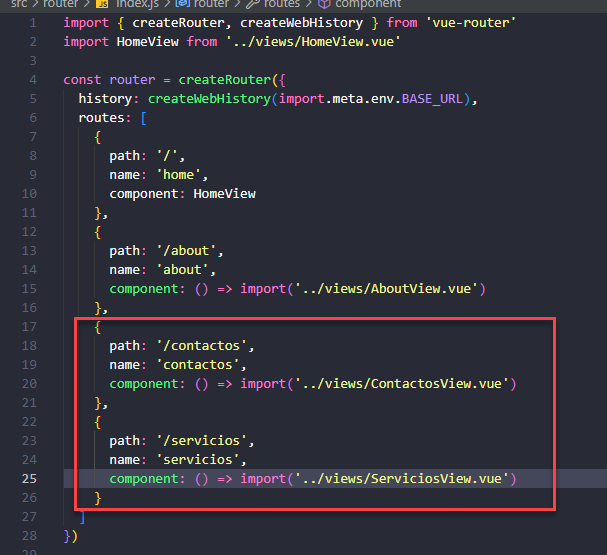 src > router > index.js > router > routes > component
1 import { createRouter, createWebHistory } from 'vue-router'
2 import HomeView from '../views/HomeView.vue'
3
4 const router = createRouter({
5 history: createWebHistory(import.meta.env.BASE_URL),
6 routes: [
7 {
8 path: '/',
9 name: 'home',
10 component: HomeView
11 },
12 {
13 path: '/about',
14 name: 'about',
15 component: () => import('../views/AboutView.vue')
16 },
17 {
18 path: '/contactos',
19 name: 'contactos',
20 component: () => import('../views/ContactosView.vue')
21 },
22 {
23 path: '/servicios',
24 name: 'servicios',
25 component: () => import('../views/ServiciosView.vue')
26 }
27 ]
28 })
29